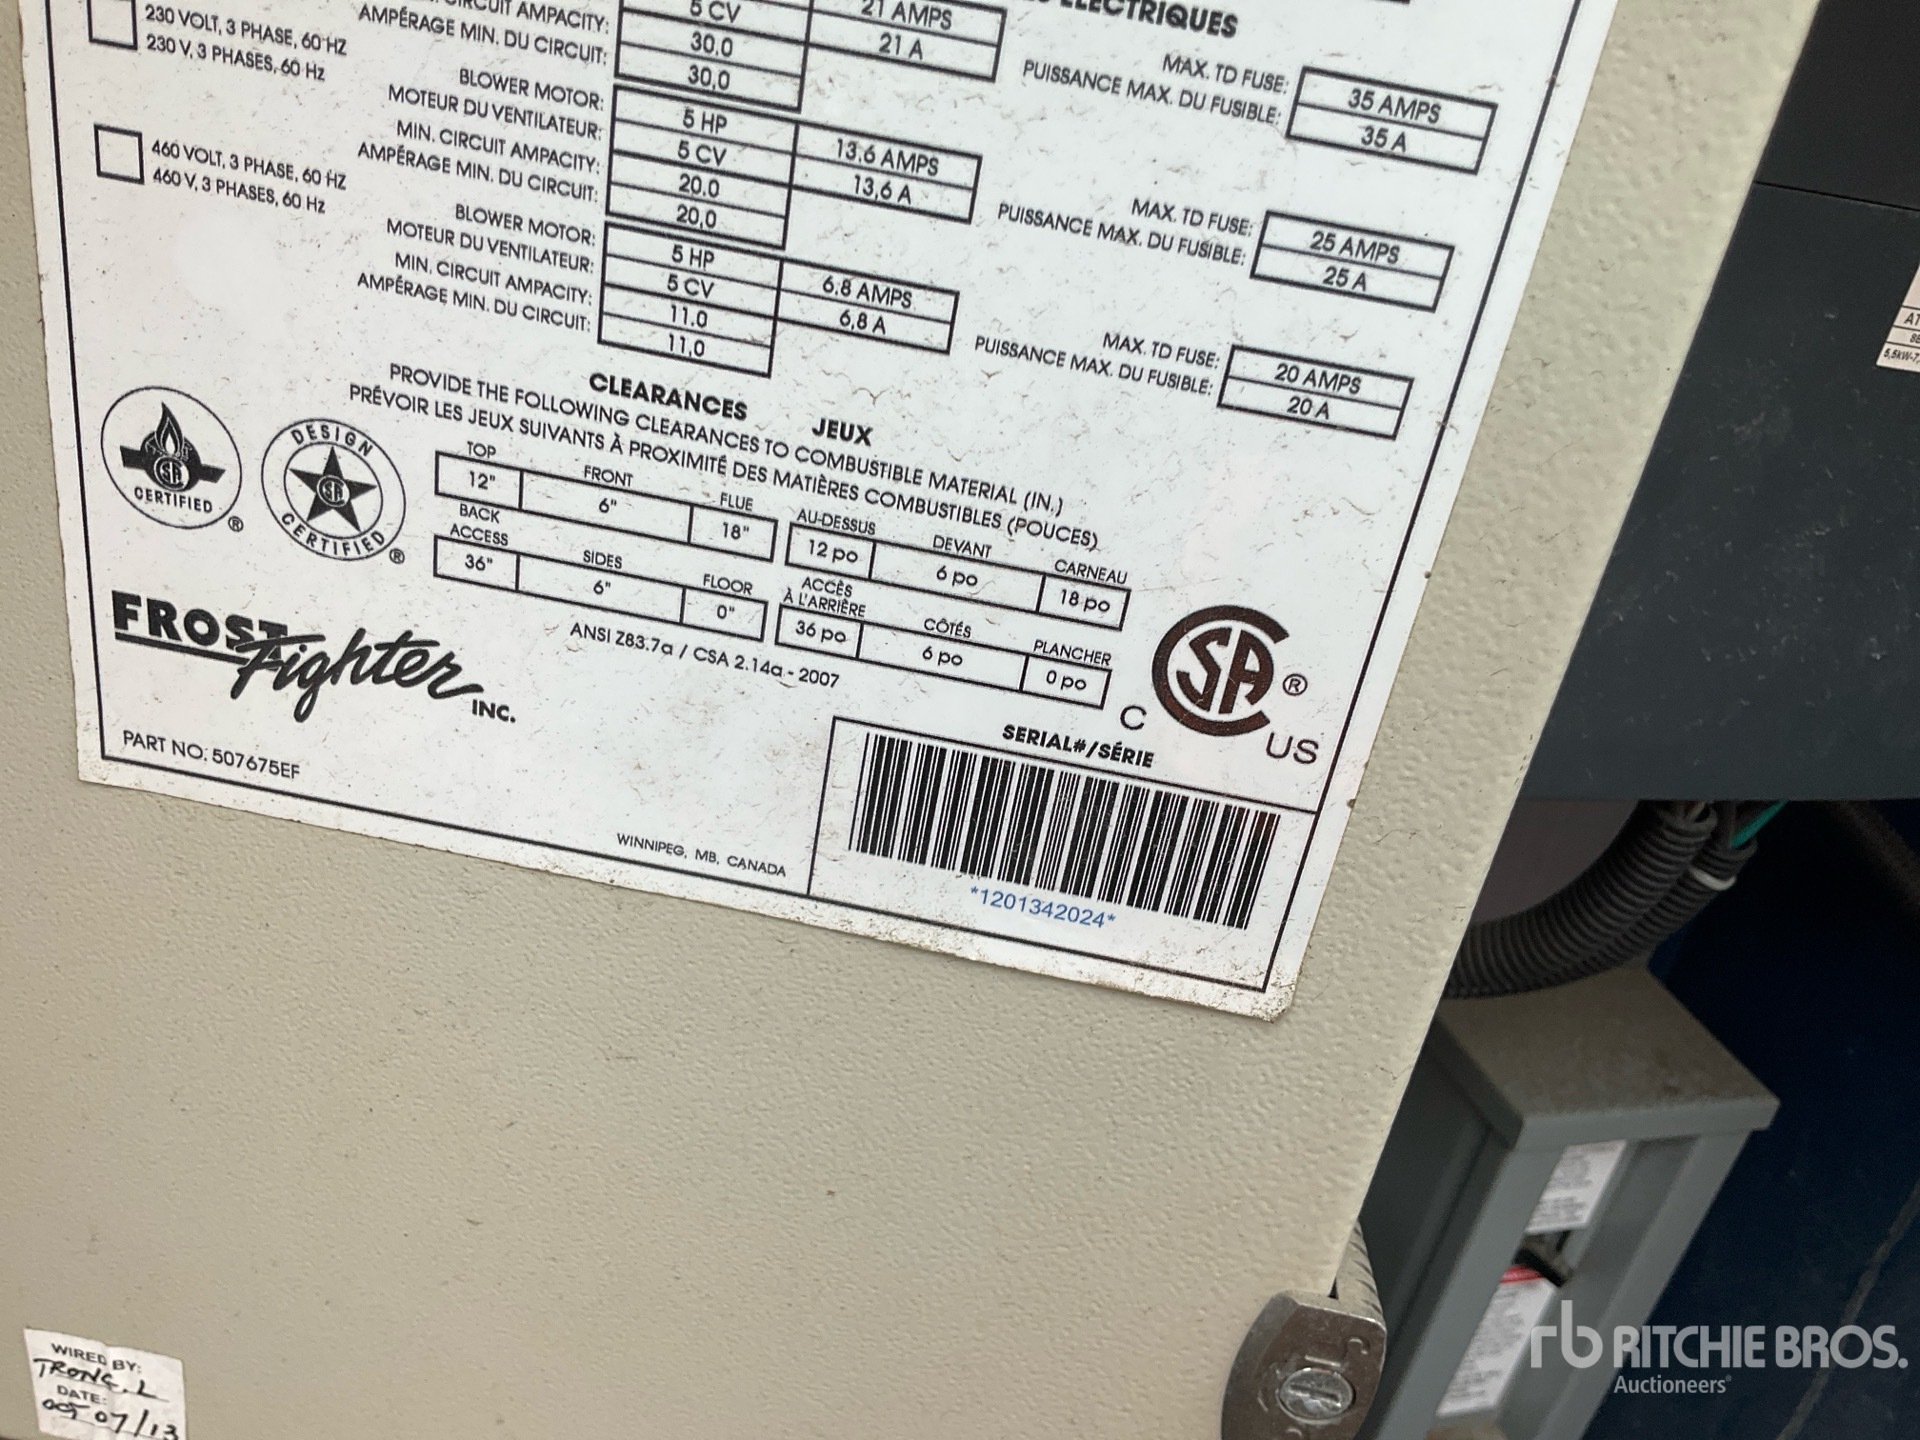 ÉLECTRIQUES
CIRCUIT AMPACITY:
AMPÉRAGE MIN. DU CIRCUIT:
5 CV
30.0
30,0
21 AMPS
21 A
MAX. TD FUSE:
PUISSANCE MAX. DU FUSIBLE:
35 AMPS
35 A
230 VOLT, 3 PHASE, 60 HZ
230 V, 3 PHASES, 60 Hz
BLOWER MOTOR:
MOTEUR DU VENTILATEUR:
MIN. CIRCUIT AMPACITY:
AMPÉRAGE MIN. DU CIRCUIT:
5 HP
5 CV
20.0
20,0
13.6 AMPS
13,6 A
MAX. TD FUSE:
PUISSANCE MAX. DU FUSIBLE:
25 AMPS
25 A
460 VOLT, 3 PHASE, 60 HZ
460 V, 3 PHASES, 60 Hz
BLOWER MOTOR:
MOTEUR DU VENTILATEUR:
MIN. CIRCUIT AMPACITY:
AMPÉRAGE MIN. DU CIRCUIT:
5 HP
5 CV
11.0
11,0
6.8 AMPS
6,8 A
MAX. TD FUSE:
PUISSANCE MAX. DU FUSIBLE:
20 AMPS
20 A
CLEARANCES JEUX
PROVIDE THE FOLLOWING CLEARANCES TO COMBUSTIBLE MATERIAL (IN.)
PRÉVOIR LES JEUX SUIVANTS À PROXIMITÉ DES MATIÈRES COMBUSTIBLES (POUCES)
TOP FRONT FLUE
12" 6" 18"
BACK
ACCESS SIDES FLOOR
36" 6" 0"
AU-DESSUS DEVANT CARNEAU
12 po 6 po 18 po
ACCÈS
À L'ARRIÈRE CÔTÉS PLANCHER
36 po 6 po 0 po
ANSI Z83.7a / CSA 2.14a - 2007
CERTIFIED ®
DESIGN
CERTIFIED ®
FROST Fighter INC.
C SA ® US
PART NO. 507675EF
WINNIPEG, MB, CANADA
SERIAL#/SÉRIE
*1201342024*
WIRED BY:
TRONG. L
DATE:
OCT 07/13
rb RITCHIE BROS.
Auctioneers